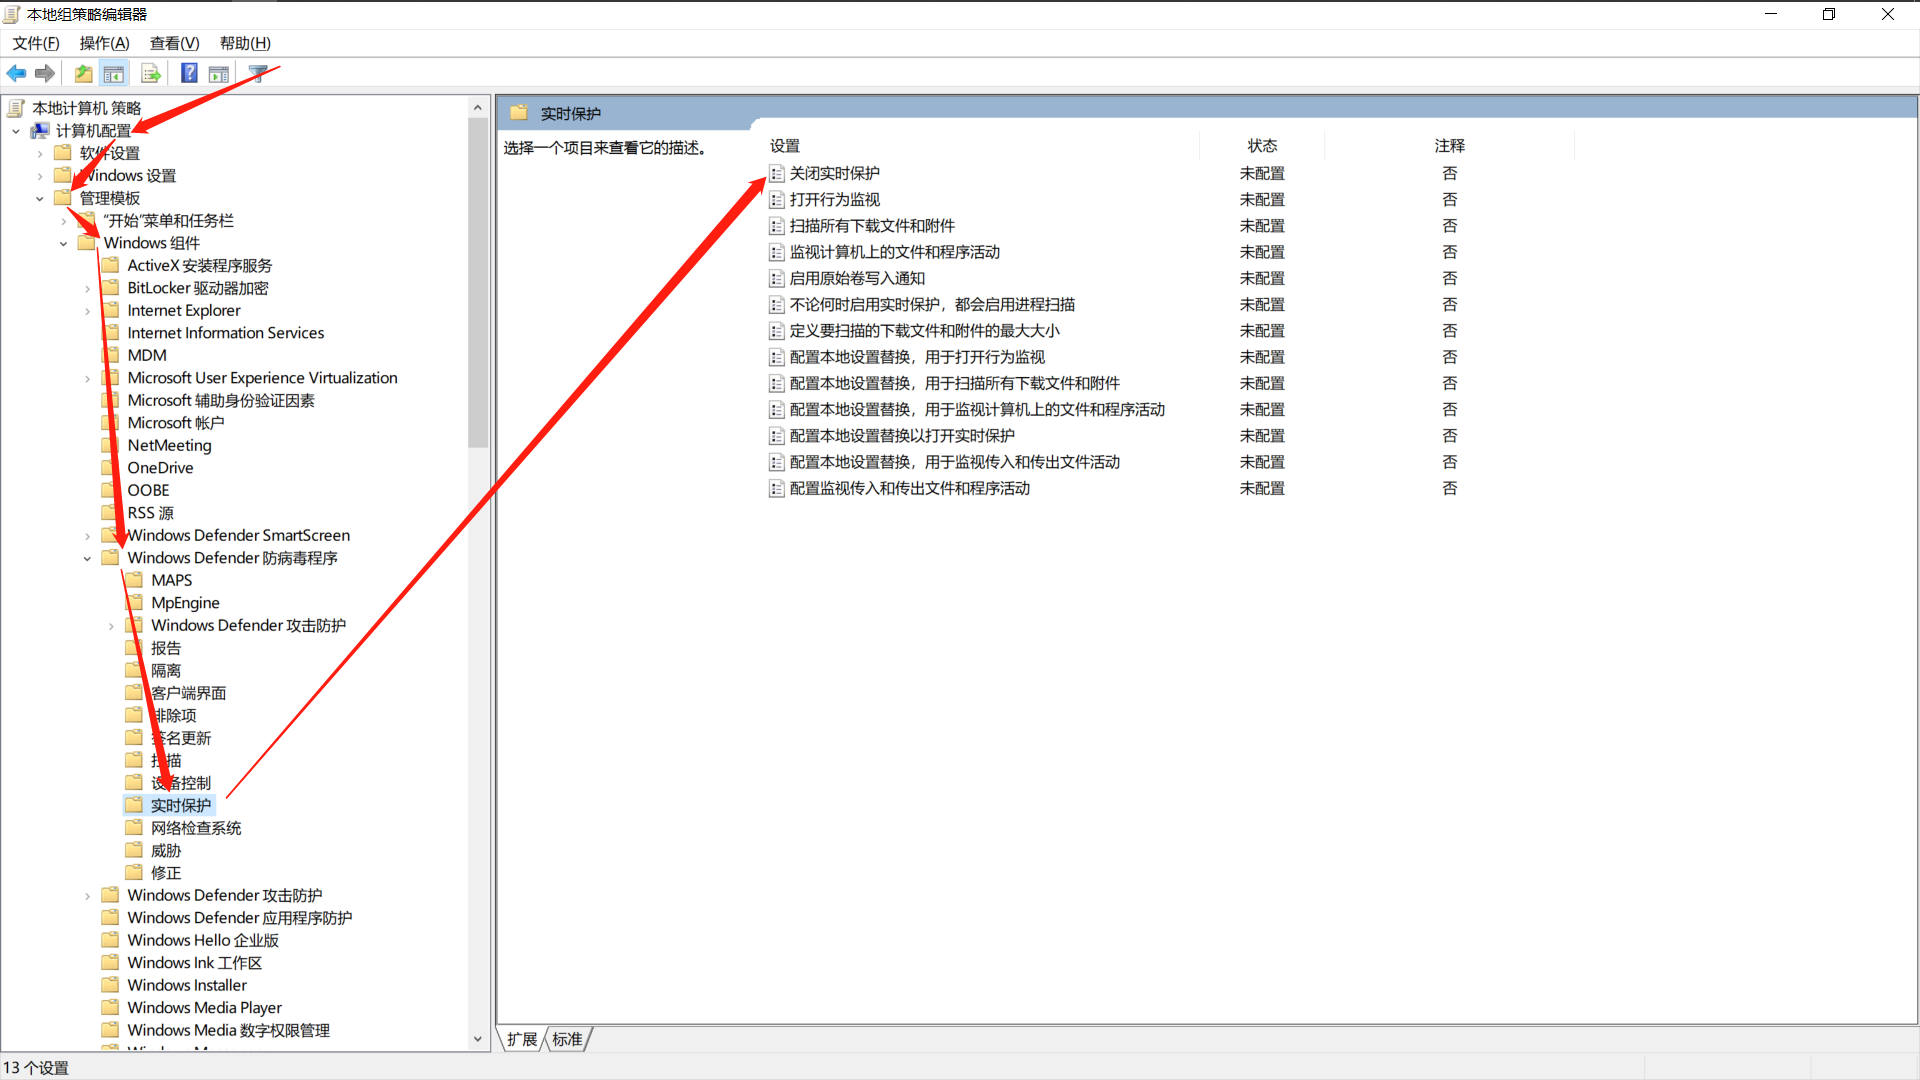 本地组策略编辑器
文件(F) 操作(A) 查看(V) 帮助(H)
本地计算机 策略
计算机配置
软件设置
Windows 设置
管理模板
“开始”菜单和任务栏
Windows 组件
ActiveX 安装程序服务
BitLocker 驱动器加密
Internet Explorer
Internet Information Services
MDM
Microsoft User Experience Virtualization
Microsoft 辅助身份验证因素
Microsoft 帐户
NetMeeting
OneDrive
OOBE
RSS 源
Windows Defender SmartScreen
Windows Defender 防病毒程序
MAPS
MpEngine
Windows Defender 攻击防护
报告
隔离
客户端界面
排除项
签名更新
扫描
设备控制
实时保护
网络检查系统
威胁
修正
Windows Defender 攻击防护
Windows Defender 应用程序防护
Windows Hello 企业版
Windows Ink 工作区
Windows Installer
Windows Media Player
Windows Media 数字权限管理
实时保护
选择一个项目来查看它的描述。
设置 状态 注释
关闭实时保护 未配置 否
打开行为监视 未配置 否
扫描所有下载文件和附件 未配置 否
监视计算机上的文件和程序活动 未配置 否
启用原始卷写入通知 未配置 否
不论何时启用实时保护，都会启用进程扫描 未配置 否
定义要扫描的下载文件和附件的最大大小 未配置 否
配置本地设置替换，用于打开行为监视 未配置 否
配置本地设置替换，用于扫描所有下载文件和附件 未配置 否
配置本地设置替换，用于监视计算机上的文件和程序活动 未配置 否
配置本地设置替换以打开实时保护 未配置 否
配置本地设置替换，用于监视传入和传出文件活动 未配置 否
配置监视传入和传出文件和程序活动 未配置 否
扩展 标准
13 个设置